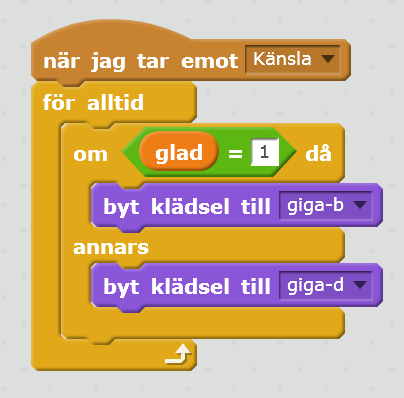 när jag tar emot Känsla
för alltid
om glad = 1 då
byt klädsel till giga-b
annars
byt klädsel till giga-d